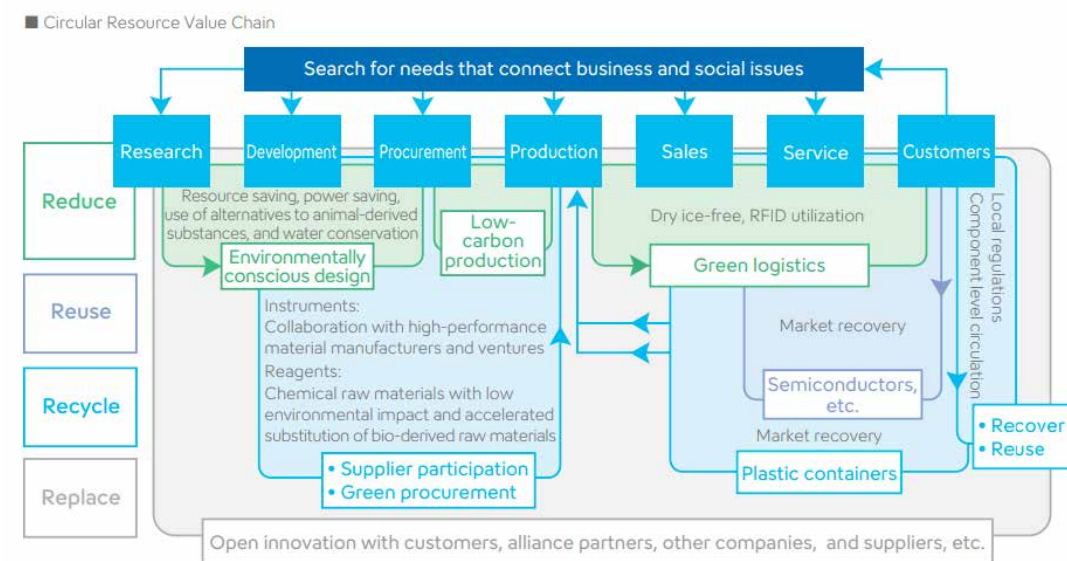 ■ Circular Resource Value Chain
Search for needs that connect business and social issues
Research
Development
Procurement
Production
Sales
Service
Customers
Reduce
Reuse
Recycle
Replace
Resource saving, power saving,
use of alternatives to animal-derived
substances, and water conservation
Environmentally
conscious design
Low-
carbon
production
Dry ice-free, RFID utilization
Green logistics
Instruments:
Collaboration with high-performance
material manufacturers and ventures
Reagents:
Chemical raw materials with low
environmental impact and accelerated
substitution of bio-derived raw materials
• Supplier participation
• Green procurement
Market recovery
Semiconductors,
etc.
Market recovery
Plastic containers
Local regulations
Component level circulation
• Recover
• Reuse
Open innovation with customers, alliance partners, other companies, and suppliers, etc.